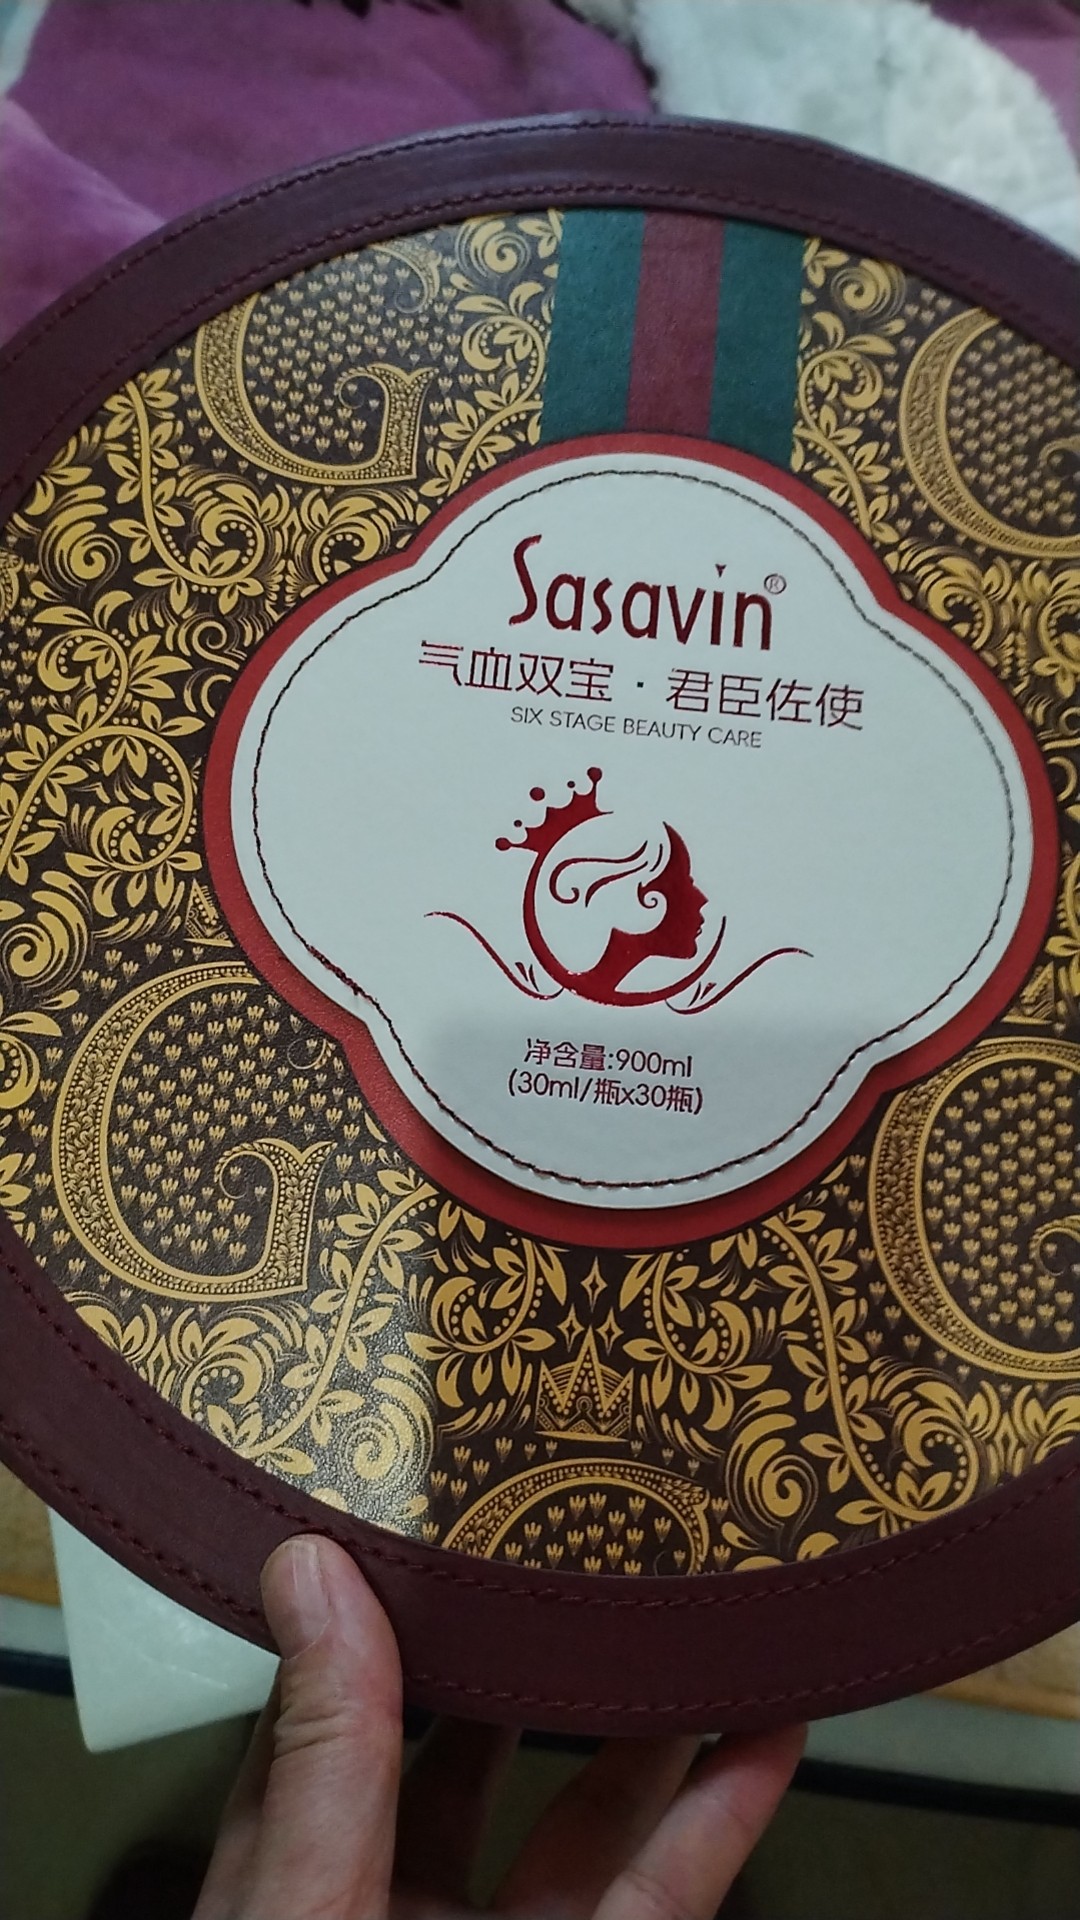 Sasavin®
气血双宝·君臣佐使
SIX STAGE BEAUTY CARE
净含量:900ml
(30ml/瓶x30瓶)